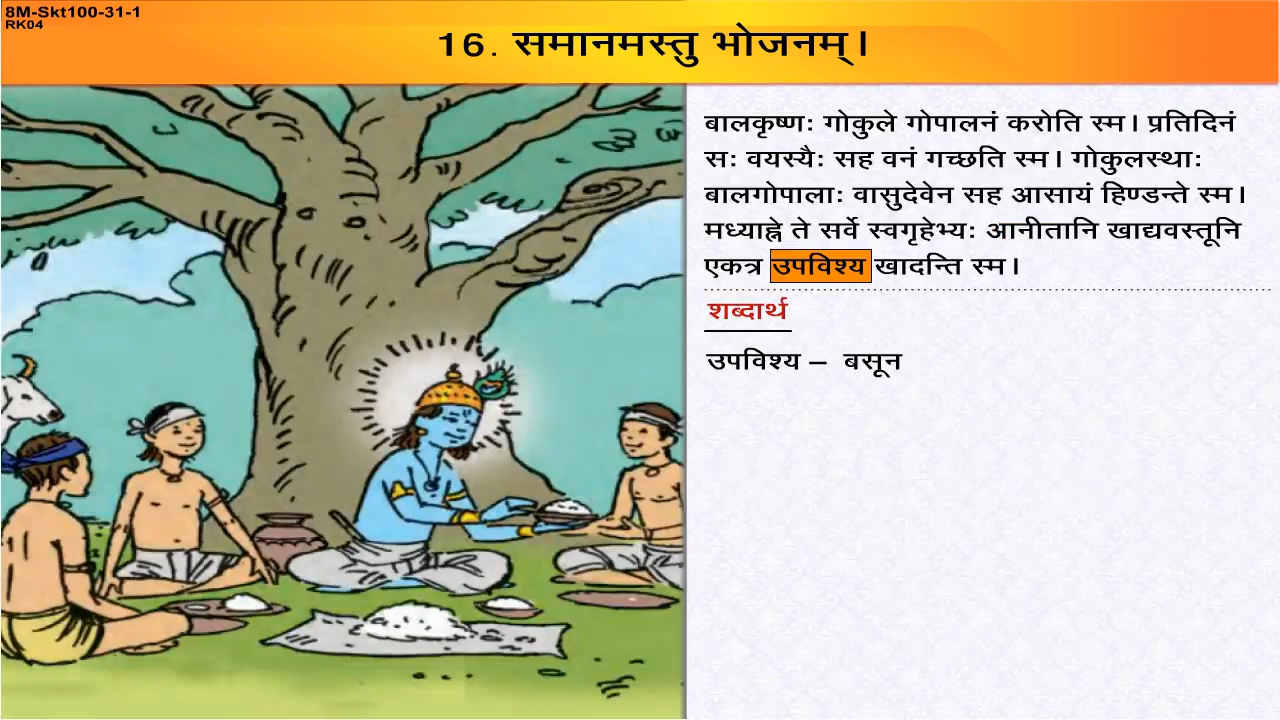 8M-Skt100-31-1
RK04
16. समानमस्तु भोजनम्।
बालकृष्णः गोकुले गोपालनं करोति स्म। प्रतिदिनं
सः वयस्यैः सह वनं गच्छति स्म। गोकुलस्थाः
बालगोपालाः वासुदेवेन सह आसायं हिण्डन्ते स्म।
मध्याह्ने ते सर्वे स्वगृहेभ्यः आनीतानि खाद्यवस्तूनि
एकत्र उपविश्य खादन्ति स्म।
शब्दार्थ
उपविश्य – बसून